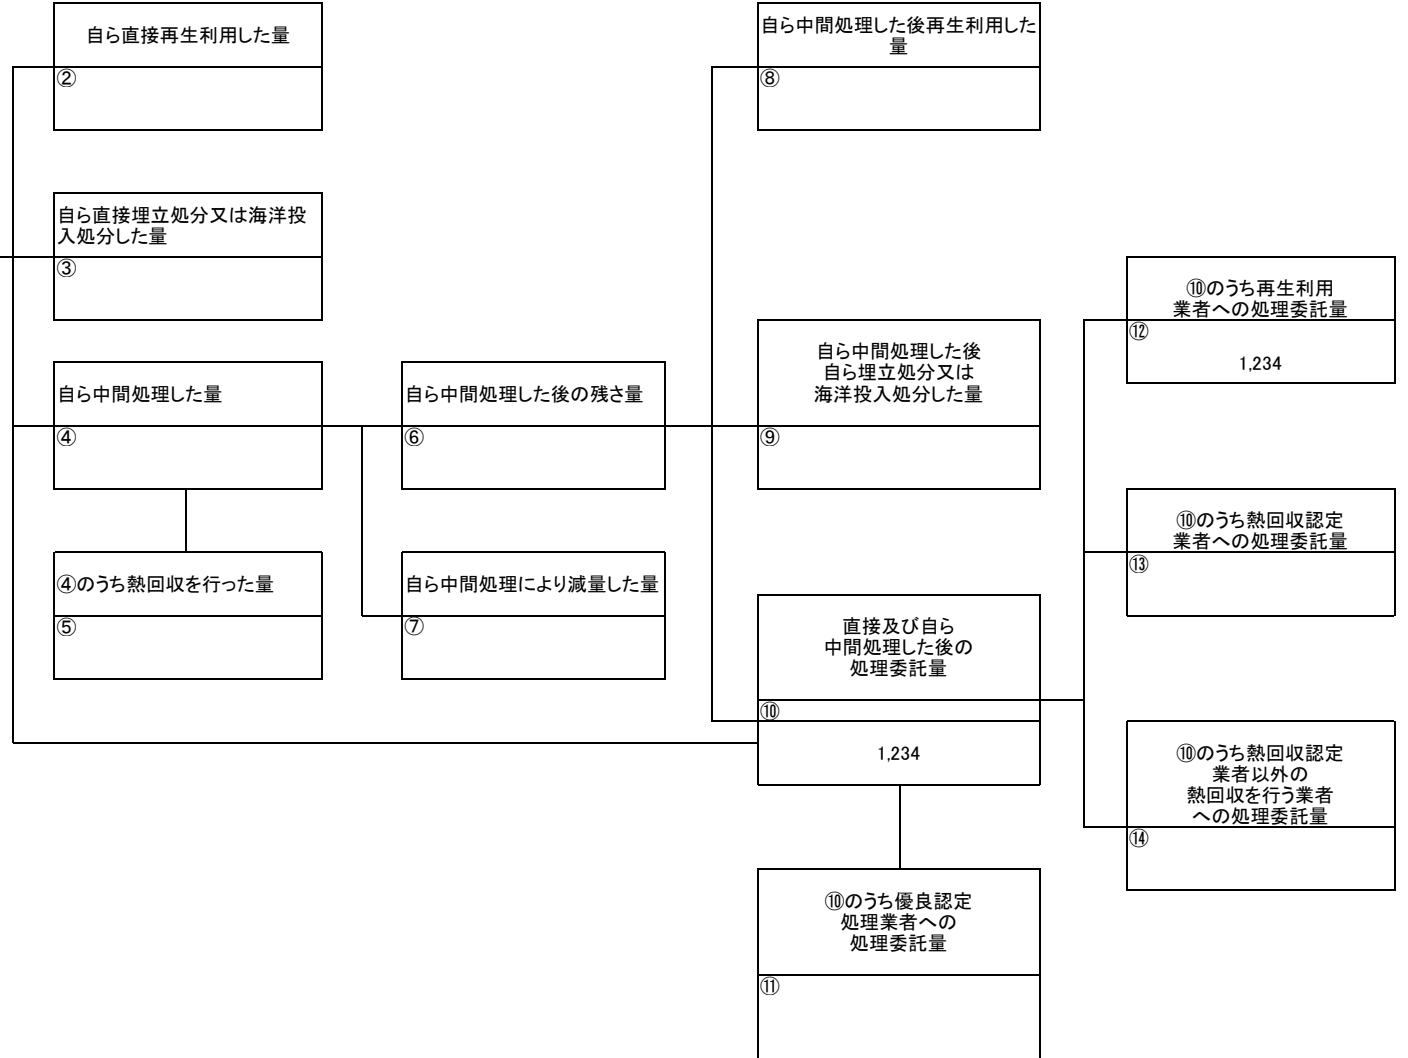 自ら直接再生利用した量
②
自ら直接埋立処分又は海洋投
入処分した量
③
自ら中間処理した量
④
④のうち熱回収を行った量
⑤
自ら中間処理した後の残さ量
⑥
自ら中間処理により減量した量
⑦
自ら中間処理した後再生利用した
量
⑧
自ら中間処理した後
自ら埋立処分又は
海洋投入処分した量
⑨
直接及び自ら
中間処理した後の
処理委託量
⑩
1,234
⑩のうち優良認定
処理業者への
処理委託量
⑪
⑩のうち再生利用
業者への処理委託量
⑫
1,234
⑩のうち熱回収認定
業者への処理委託量
⑬
⑩のうち熱回収認定
業者以外の
熱回収を行う業者
への処理委託量
⑭